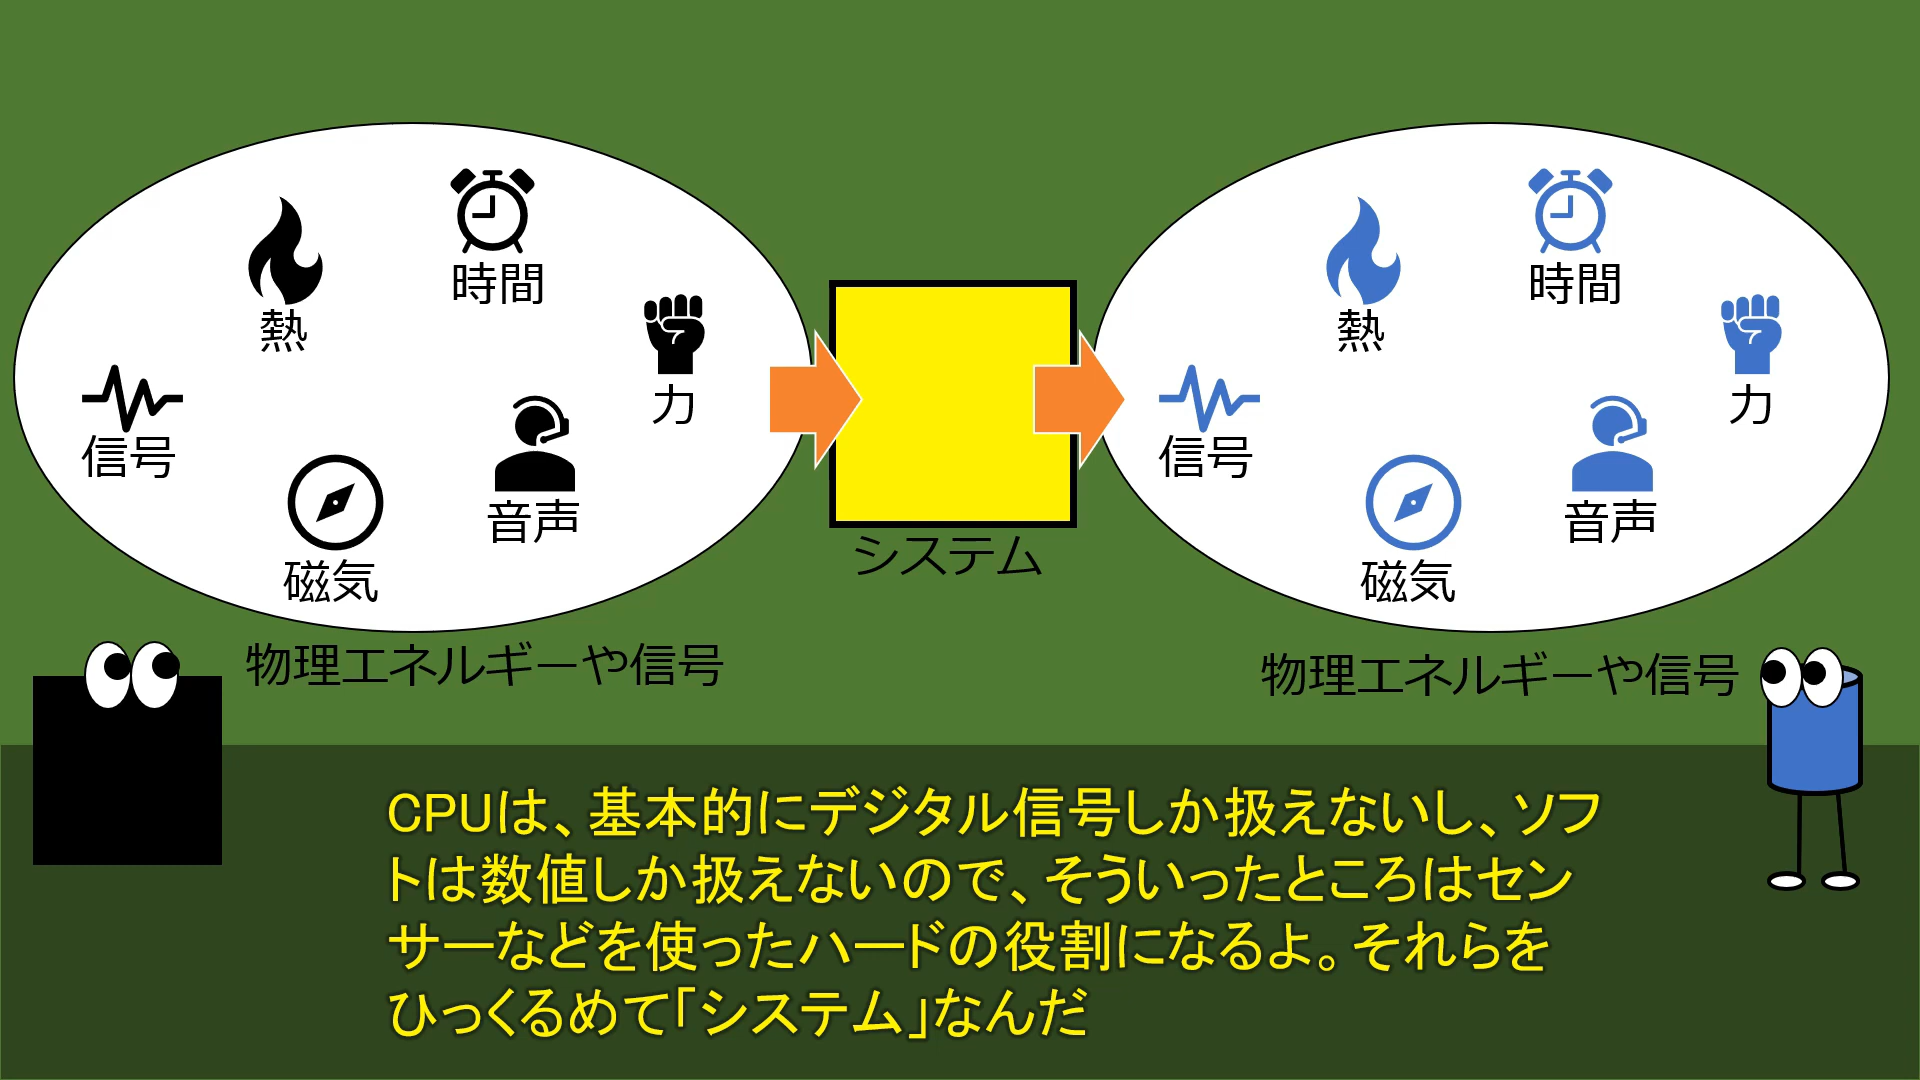 時間
熱
力
信号
音声
磁気
物理エネルギーや信号
システム
時間
熱
力
信号
音声
磁気
物理エネルギーや信号
CPUは、基本的にデジタル信号しか扱えないし、ソフ
トは数値しか扱えないので、そういったところはセン
サーなどを使ったハードの役割になるよ。それらを
ひっくるめて「システム」なんだ